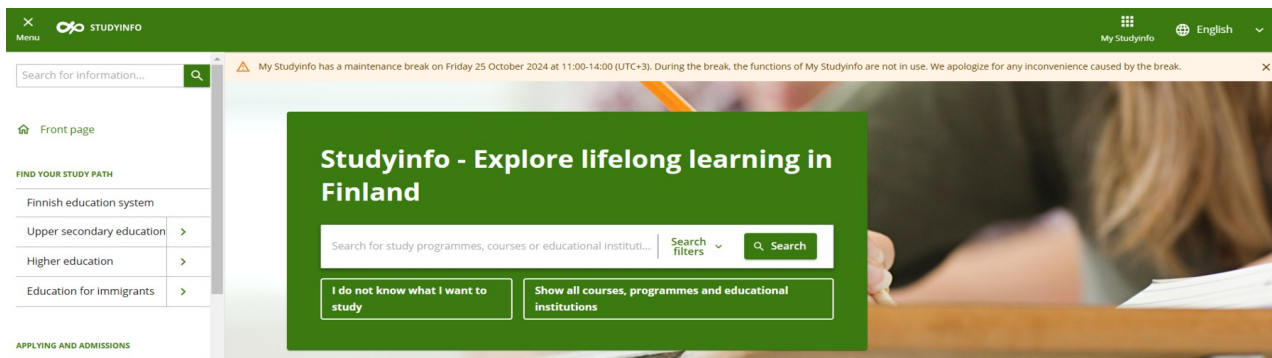 Menu
STUDYINFO
My Studyinfo
English
Search for information...
My Studyinfo has a maintenance break on Friday 25 October 2024 at 11:00-14:00 (UTC+3). During the break, the functions of My Studyinfo are not in use. We apologize for any inconvenience caused by the break.
Front page
FIND YOUR STUDY PATH
Finnish education system
Upper secondary education
Higher education
Education for immigrants
APPLYING AND ADMISSIONS
Studyinfo - Explore lifelong learning in
Finland
Search for study programmes, courses or educational instituti...
Search
filters
Search
I do not know what I want to
study
Show all courses, programmes and educational
institutions